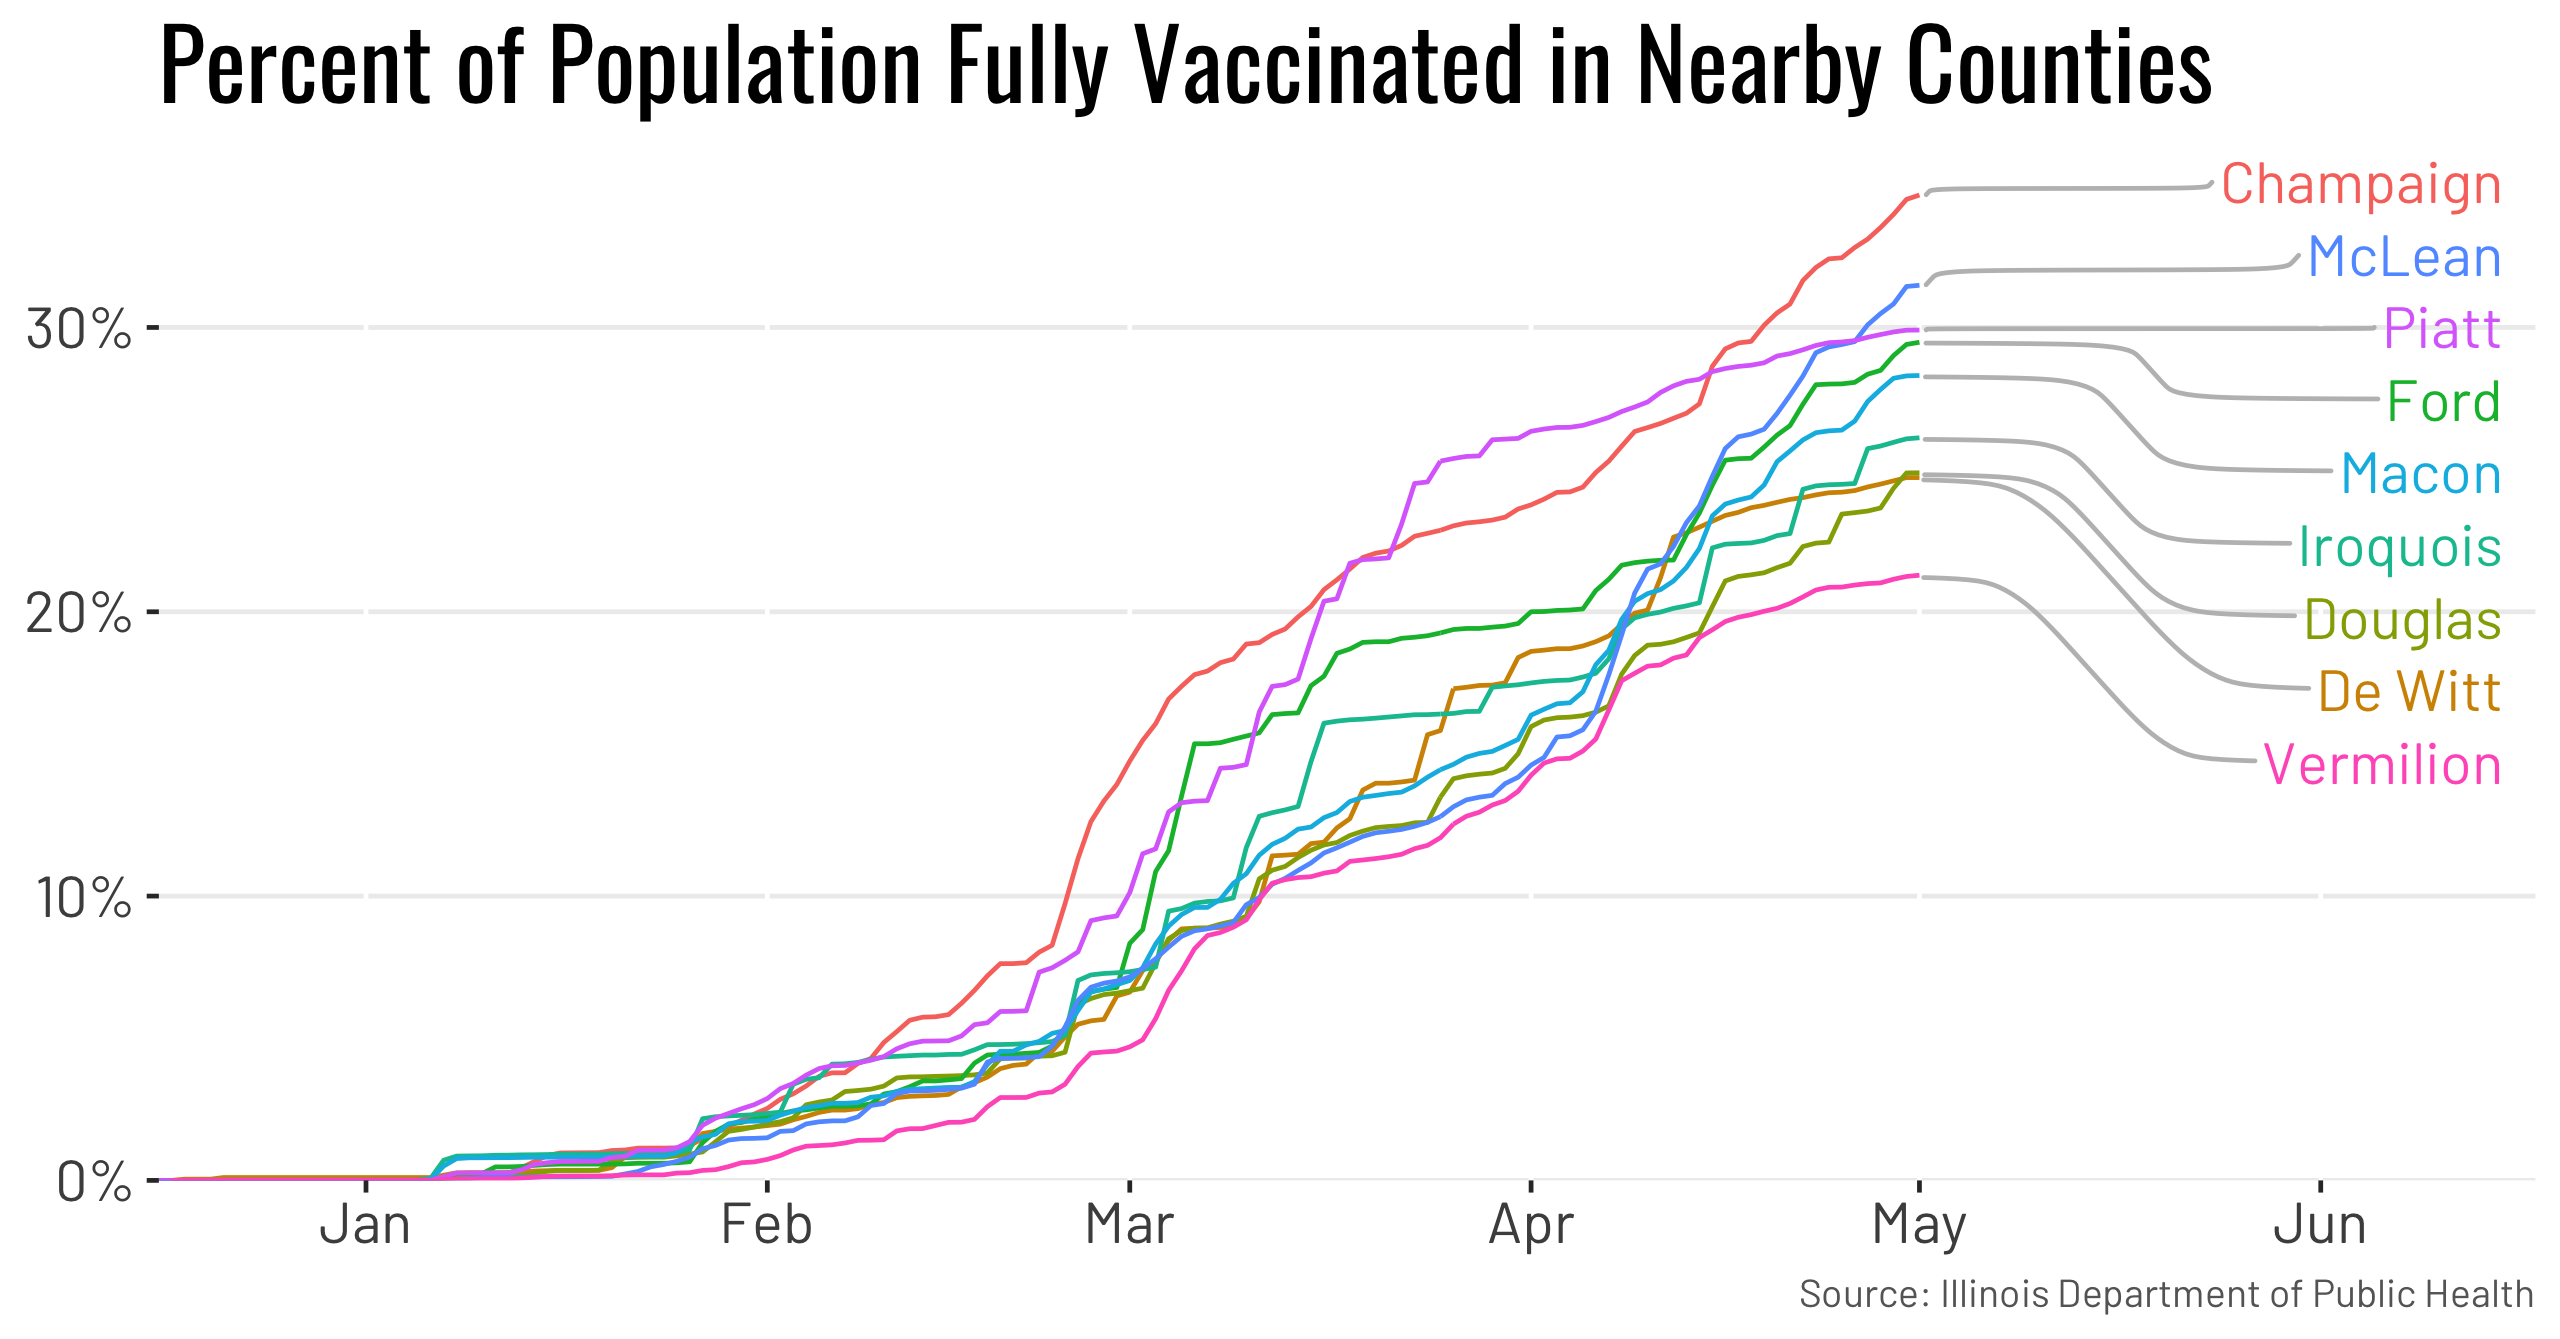 Percent of Population Fully Vaccinated in Nearby Counties
Champaign
McLean
30%
Piatt
Ford
Macon
Iroquois
20%
Douglas
De Witt
Vermilion
10%
0%
Jan Feb Mar Apr May Jun
Source: Illinois Department of Public Health